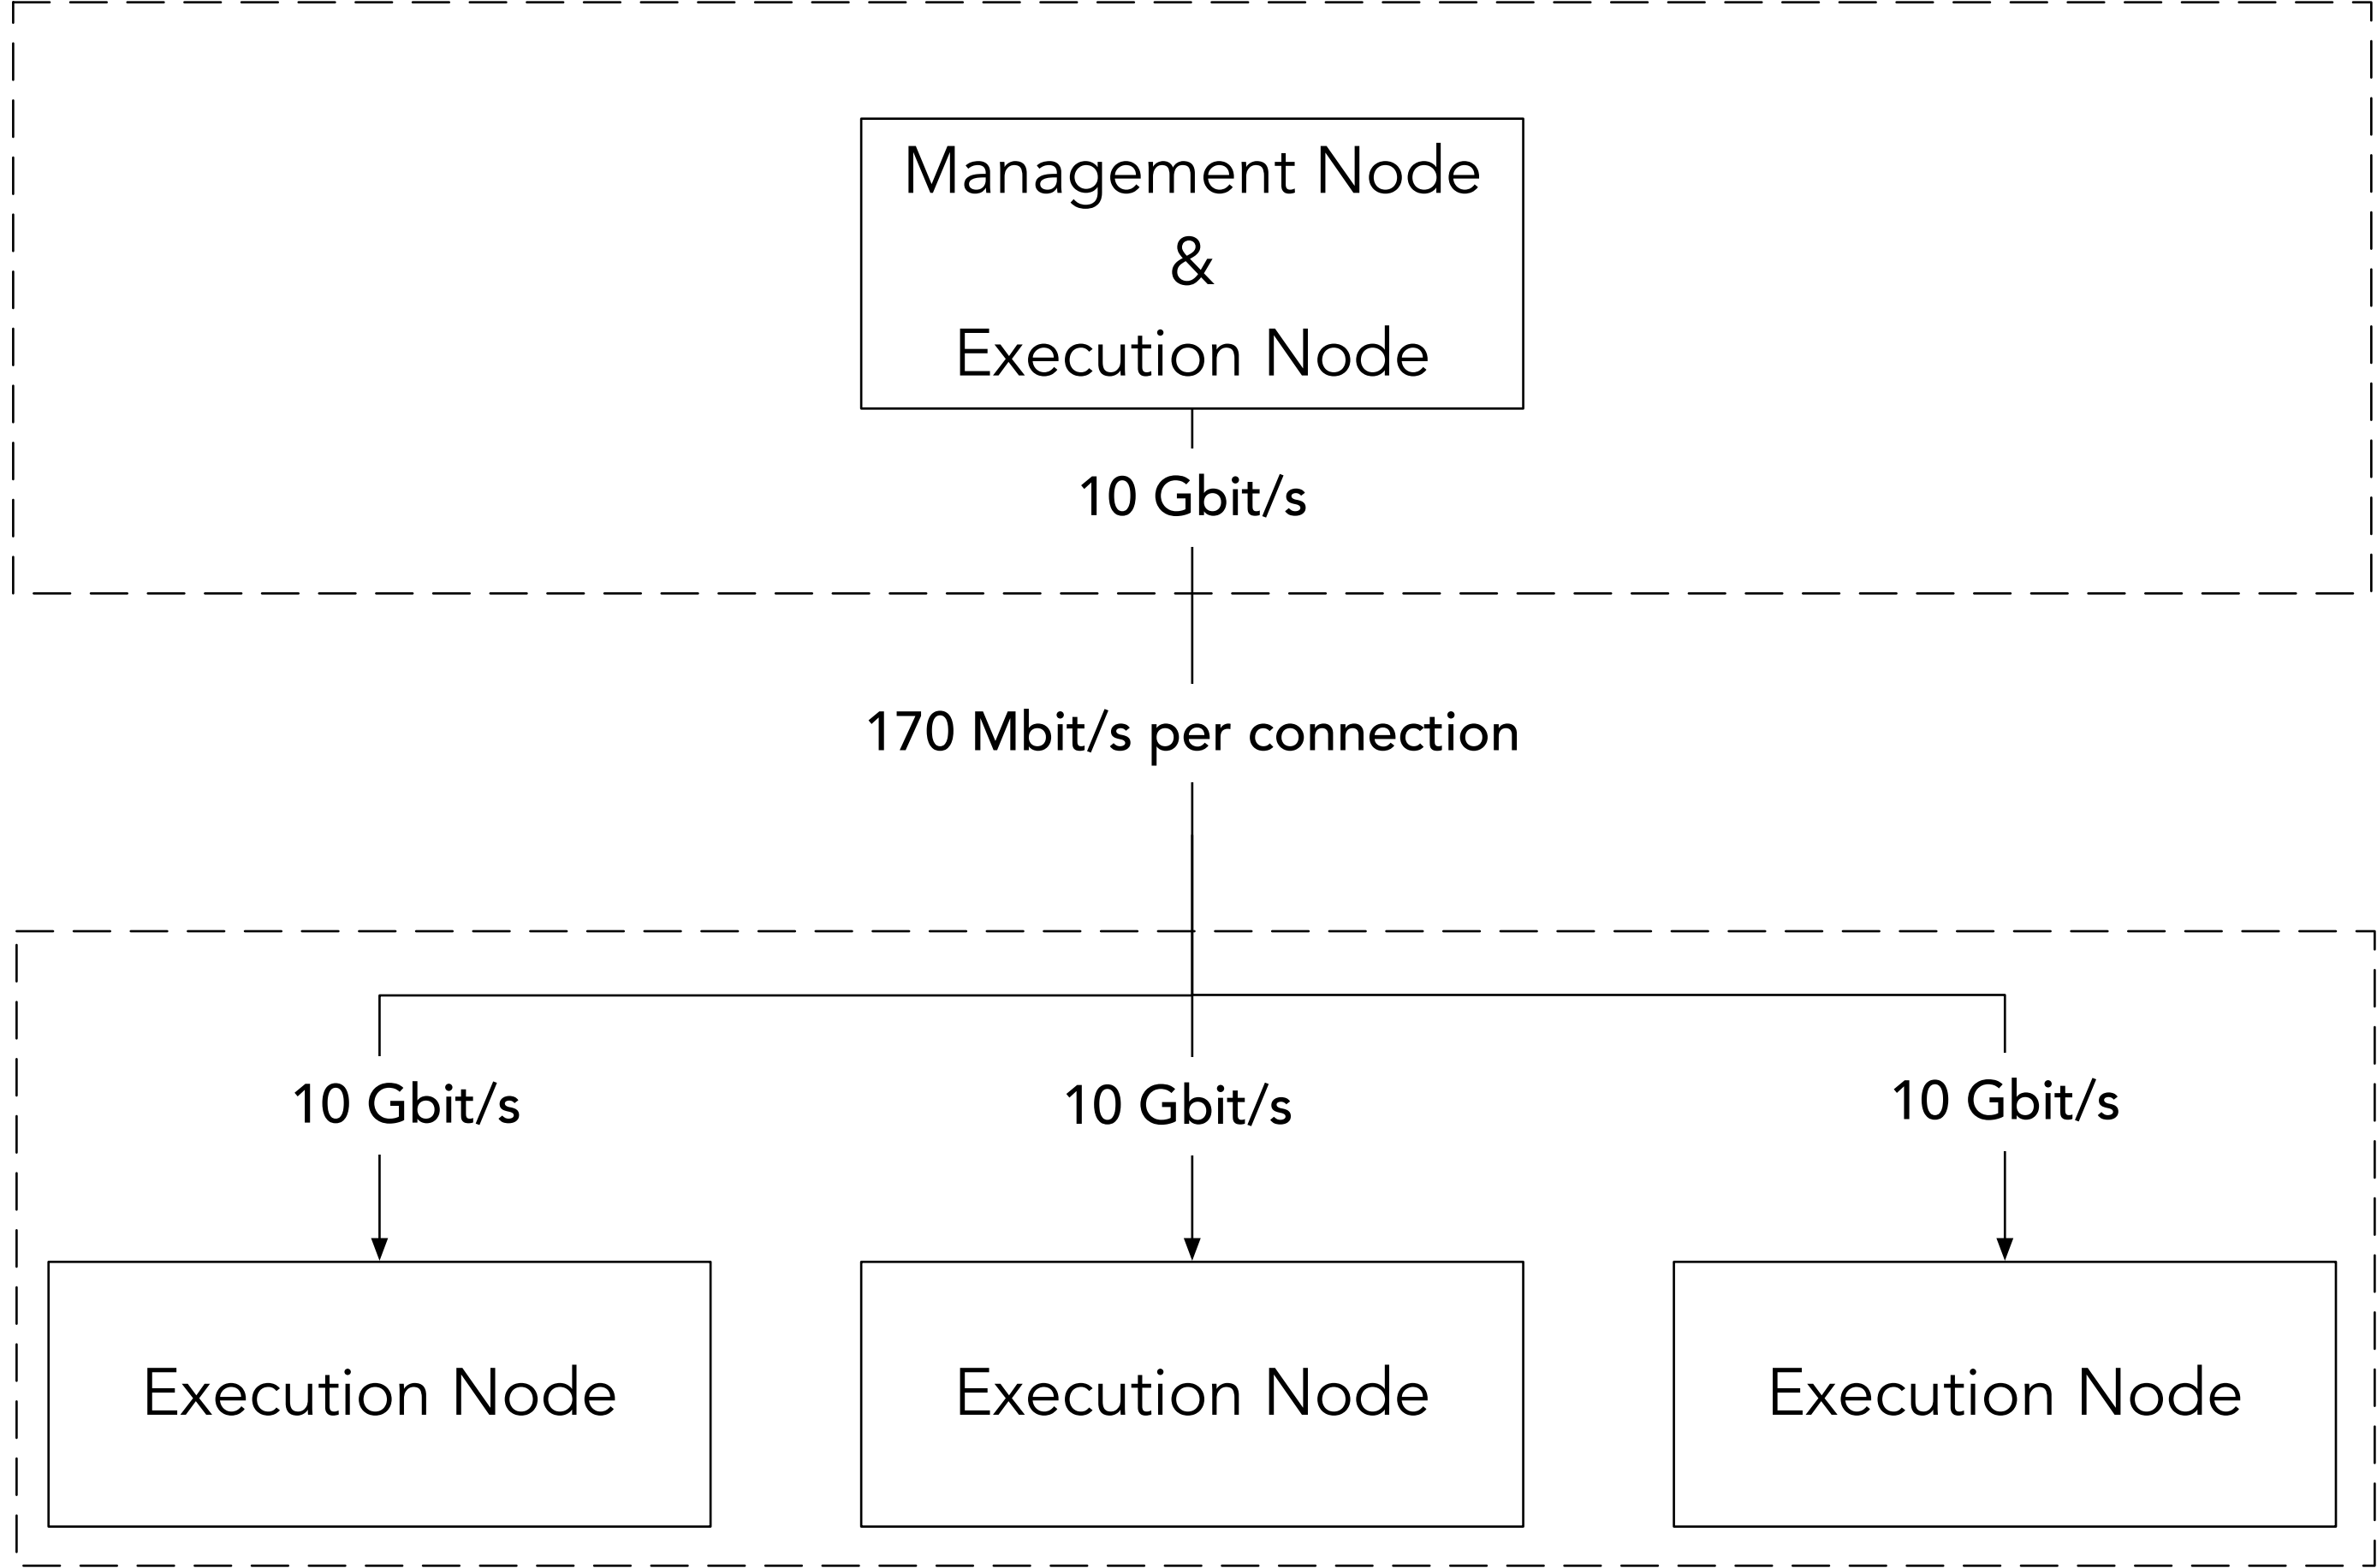 Management Node
&
Execution Node
10 Gbit/s
170 Mbit/s per connection
10 Gbit/s
10 Gbit/s
10 Gbit/s
Execution Node
Execution Node
Execution Node